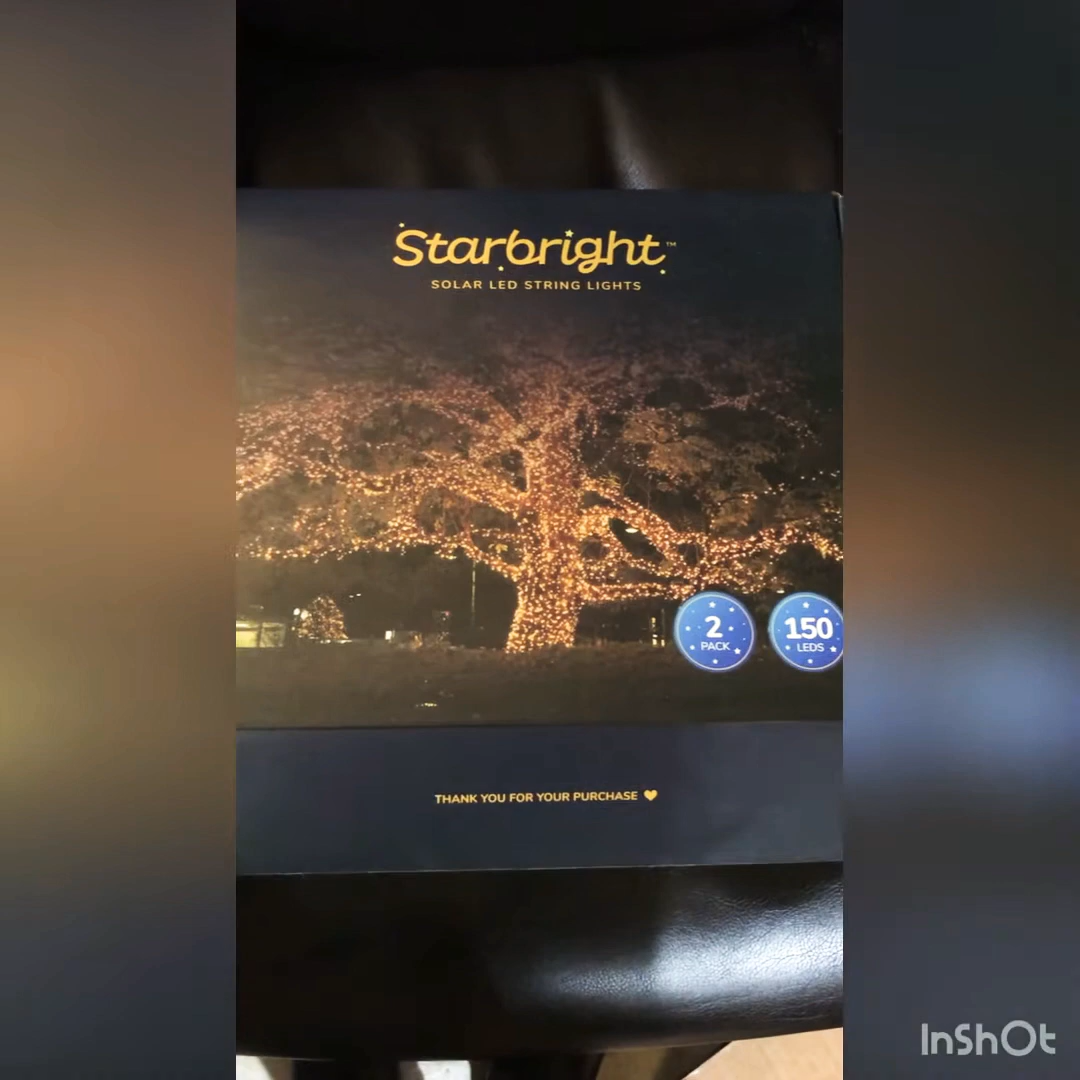 Starbright™
SOLAR LED STRING LIGHTS
2
PACK
150
LEDS
THANK YOU FOR YOUR PURCHASE
InShOt